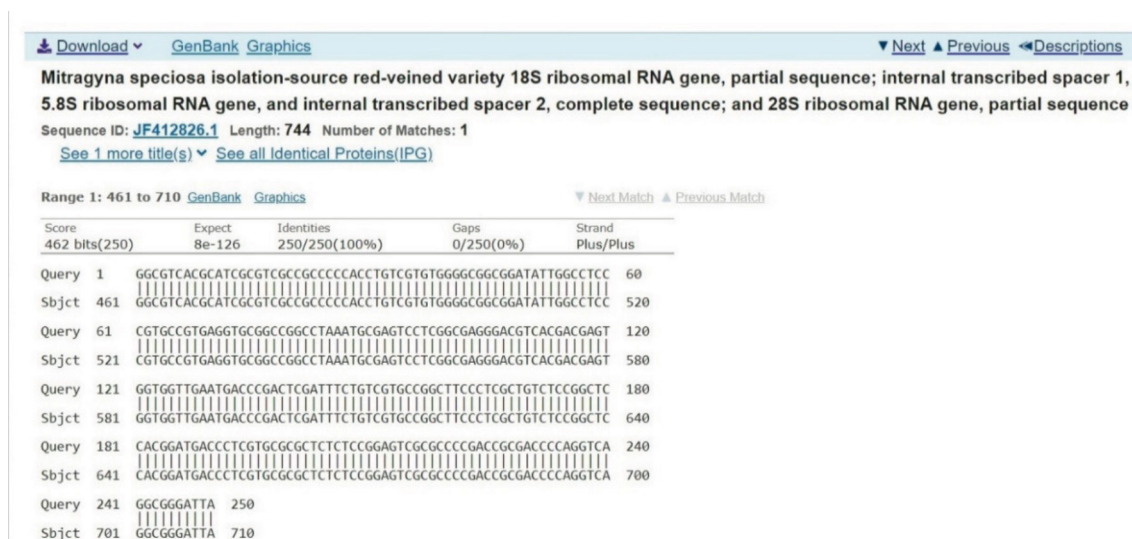 Download GenBank Graphics Next Previous Descriptions
Mitragyna speciosa isolation-source red-veined variety 18S ribosomal RNA gene, partial sequence; internal transcribed spacer 1,
5.8S ribosomal RNA gene, and internal transcribed spacer 2, complete sequence; and 28S ribosomal RNA gene, partial sequence
Sequence ID: JF412826.1 Length: 744 Number of Matches: 1
See 1 more title(s) See all Identical Proteins(IPG)
Range 1: 461 to 710 GenBank Graphics Next Match Previous Match
Score Expect Identities Gaps Strand
462 bits(250) 8e-126 250/250(100%) 0/250(0%) Plus/Plus
Query 1 GGCGTCACGCATCGCGTCGCCGCCCCCACCTGTCGTGTGGGGCGGCGGATATTGGCCTCC 60
Sbjct 461 GGCGTCACGCATCGCGTCGCCGCCCCCACCTGTCGTGTGGGGCGGCGGATATTGGCCTCC 520
Query 61 CGTGCCGTGAGGTGCGGCCGGCCTAAATGCGAGTCCTCGGCGAGGGACGTCACGACGAGT 120
Sbjct 521 CGTGCCGTGAGGTGCGGCCGGCCTAAATGCGAGTCCTCGGCGAGGGACGTCACGACGAGT 580
Query 121 GGTGGTTGAATGACCCGACTCGATTTCTGTCGTGCCGGCTTCCCTCGCTGTCTCCGGCTC 180
Sbjct 581 GGTGGTTGAATGACCCGACTCGATTTCTGTCGTGCCGGCTTCCCTCGCTGTCTCCGGCTC 640
Query 181 CACGGATGACCCTCGTGCGCGCTCTCTCCGGAGTCGCGCCCCGACCGCGACCCCAGGTCA 240
Sbjct 641 CACGGATGACCCTCGTGCGCGCTCTCTCCGGAGTCGCGCCCCGACCGCGACCCCAGGTCA 700
Query 241 GGCGGGATTA 250
Sbjct 701 GGCGGGATTA 710